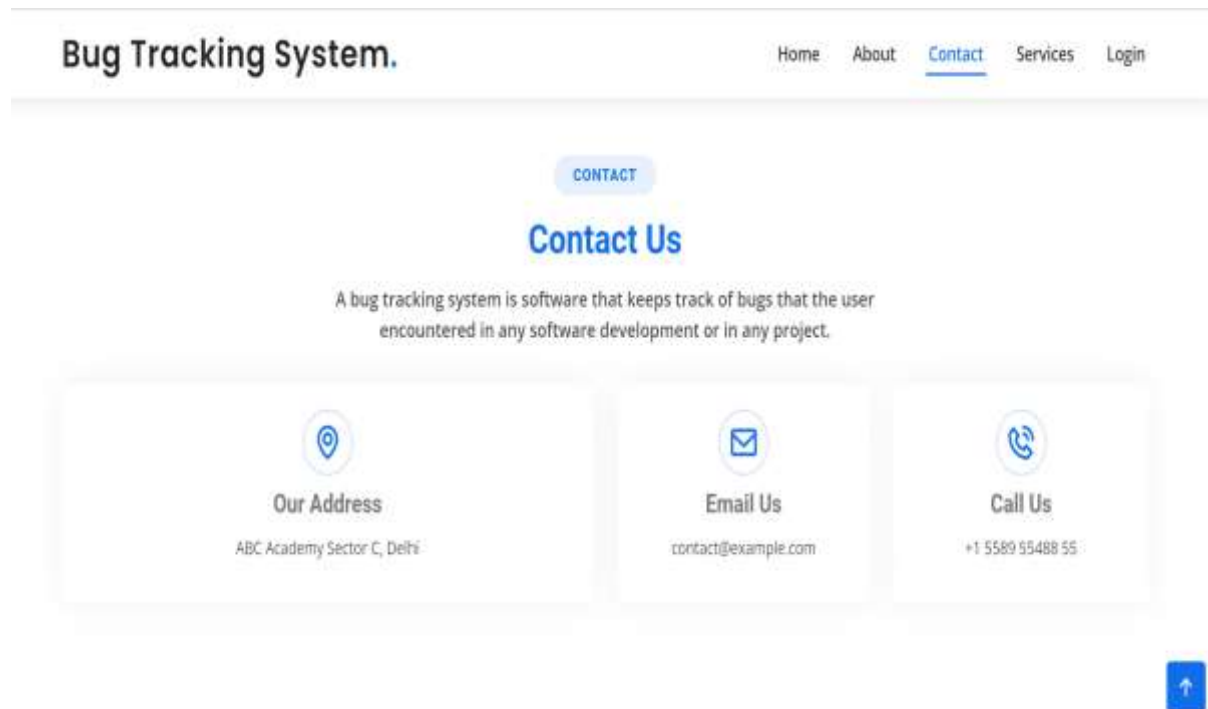 Bug Tracking System.
Home About Contact Services Login
CONTACT
Contact Us
A bug tracking system is software that keeps track of bugs that the user
encountered in any software development or in any project.
Our Address
ABC Academy Sector C, Delhi
Email Us
contact@example.com
Call Us
+1 5589 55488 55